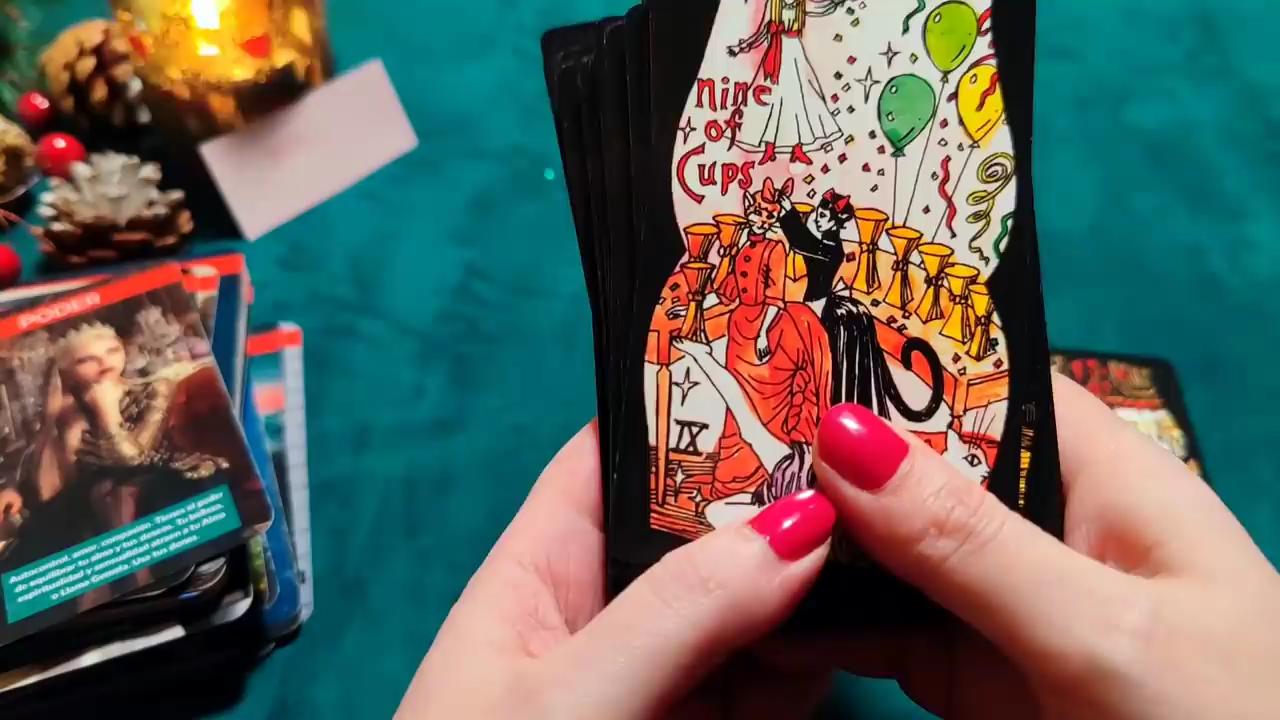 nine
of
Cups
IX
PODER
Autocontrol, amor, compasión. Tienes el poder
de equilibrar tu alma y tus deseos. Tu belleza,
espiritualidad y sensualidad atraen a tu Alma
o Llama Gemela. Usa tus dones.